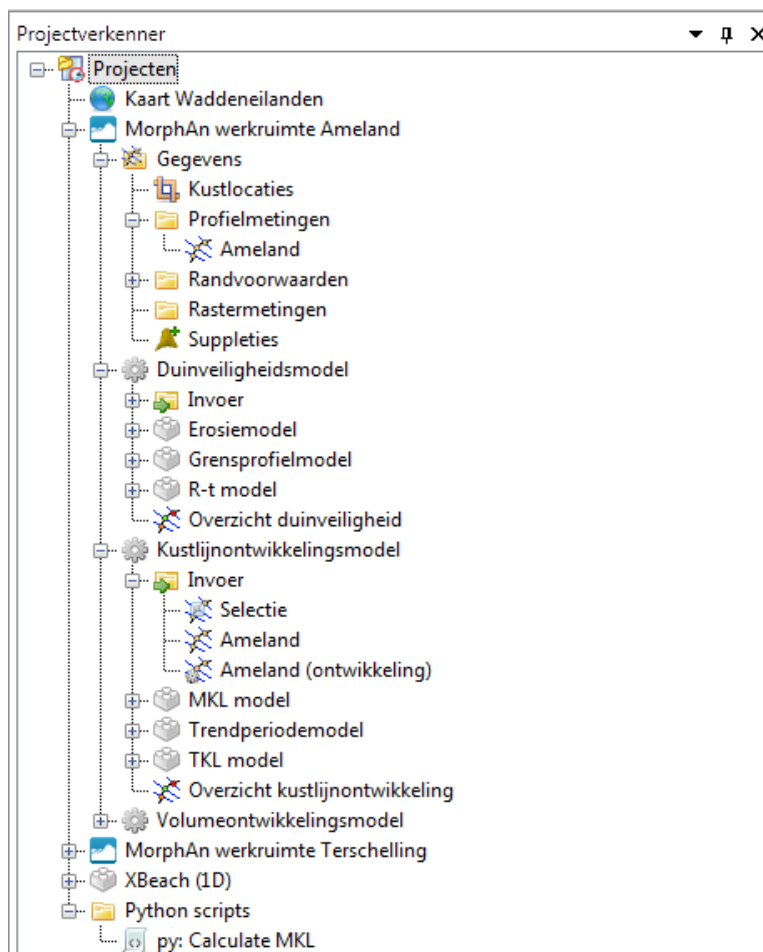 Projectverkenner
Projecten
Kaart Waddeneilanden
MorphAn werkruimte Ameland
Gegevens
Kustlocaties
Profielmetingen
Ameland
Randvoorwaarden
Rastermetingen
Suppleties
Duinveiligheidsmodel
Invoer
Erosiemodel
Grensprofielmodel
R-t model
Overzicht duinveiligheid
Kustlijnontwikkelingsmodel
Invoer
Selectie
Ameland
Ameland (ontwikkeling)
MKL model
Trendperiodemodel
TKL model
Overzicht kustlijnontwikkeling
Volumeontwikkelingsmodel
MorphAn werkruimte Terschelling
XBeach (1D)
Python scripts
py: Calculate MKL